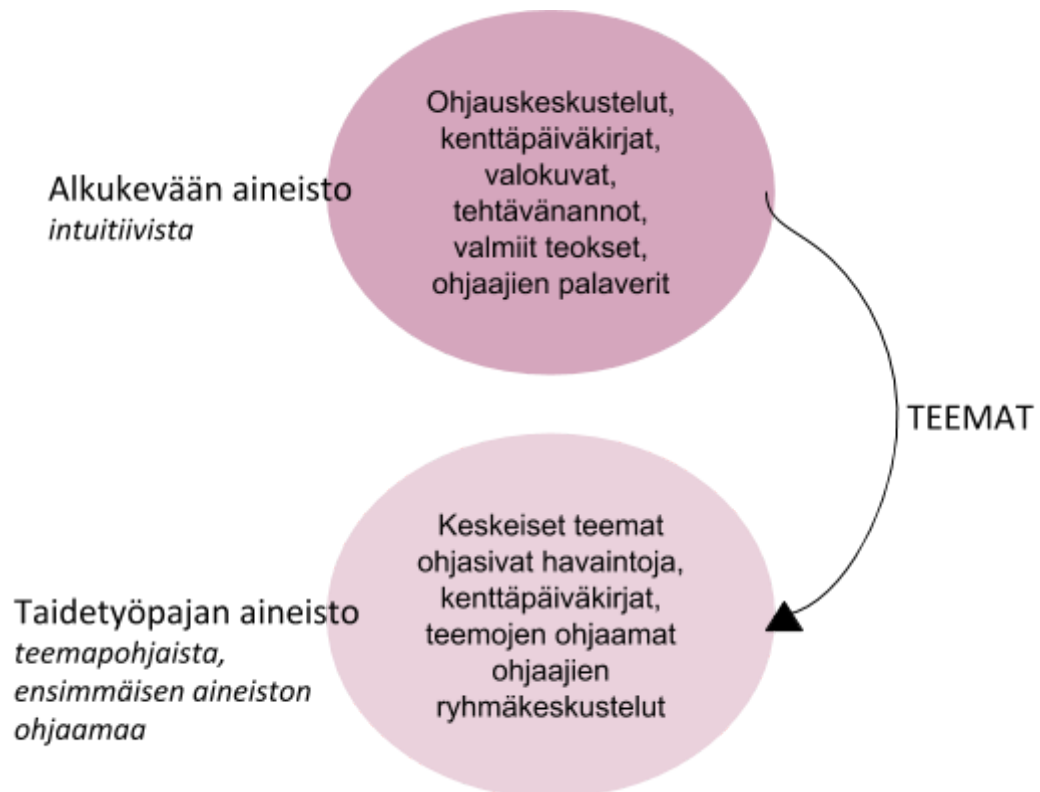 Ohjauskeskustelut,
kenttäpäiväkirjat,
valokuvat,
tehtävänannot,
valmiit teokset,
ohjaajien palaverit
Alkukevään aineisto
intuitiivista
TEEMAT
Keskeiset teemat
ohjasivat havaintoja,
kenttäpäiväkirjat,
teemojen ohjaamat
ohjaajien
ryhmäkeskustelut
Taidetyöpajan aineisto
teemapohjaista,
ensimmäisen aineiston
ohjaamaa